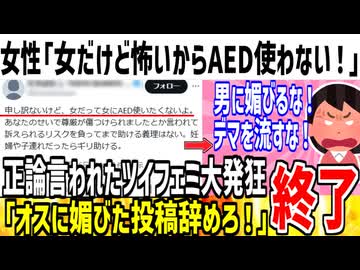 女性「女だけど怖いからAED使わない！」
フォロー
申し訳ないけど、女だって女にAED使いたくないよ。
あなたのせいで尊厳が傷つけられましたとか言われて
訴えられるリスクを負ってまで助ける義理はない。妊
婦や子連れだったらギリ助ける。
男に媚びるな！
デマを流すな！
正論言われたツイフェミ大発狂
「オスに媚びた投稿辞めろ！」
終了